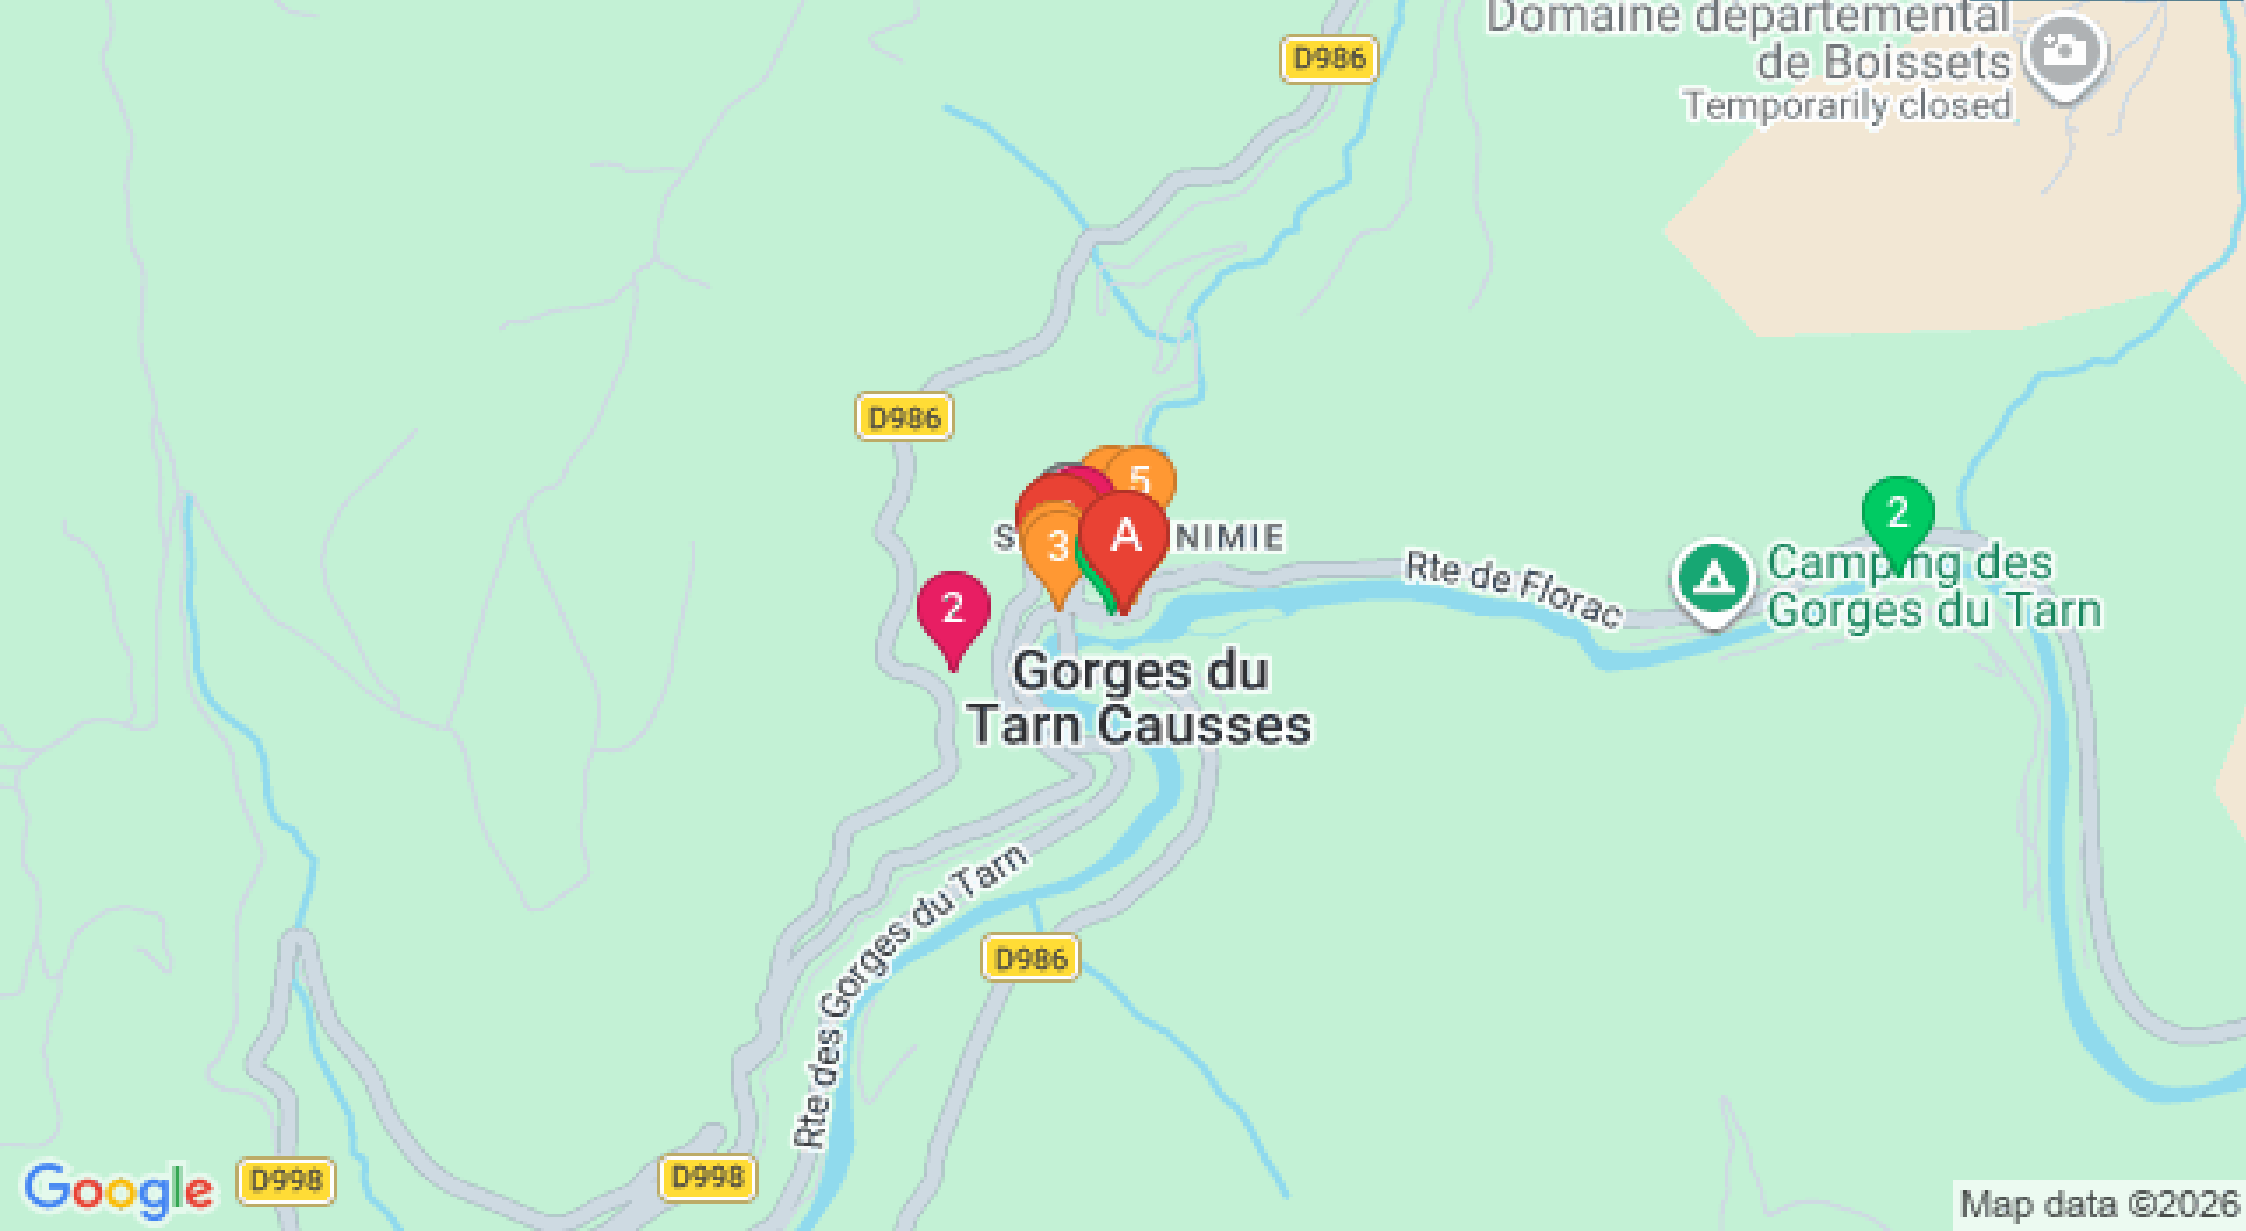 Domaine départemental
de Boissets
Temporarily closed
D986
D986
5
A
3
NIMIE
2
2
Rte de Florac
Camping des
Gorges du Tarn
Gorges du
Tarn Causses
Rte des Gorges du Tarn
D986
D998
D998
Google
Map data ©2026